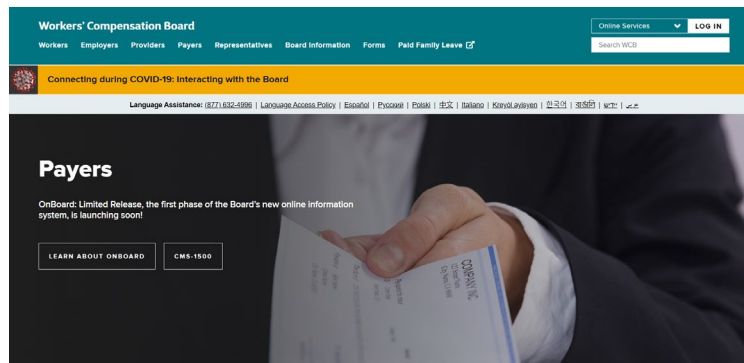 Workers' Compensation Board
Online Services
LOG IN
Workers Employers Providers Payers Representatives Board Information Forms Paid Family Leave
Search WCB
Connecting during COVID-19: Interacting with the Board
Language Assistance: (877) 632-4996 | Language Access Policy | Español | Русский | Polski | 中文 | Italiano | Kreyòl ayisyen | 한국어 |
Payers
OnBoard: Limited Release, the first phase of the Board's new online information
system, is launching soon!
LEARN ABOUT ONBOARD
CMS-1500
COMPANY INC